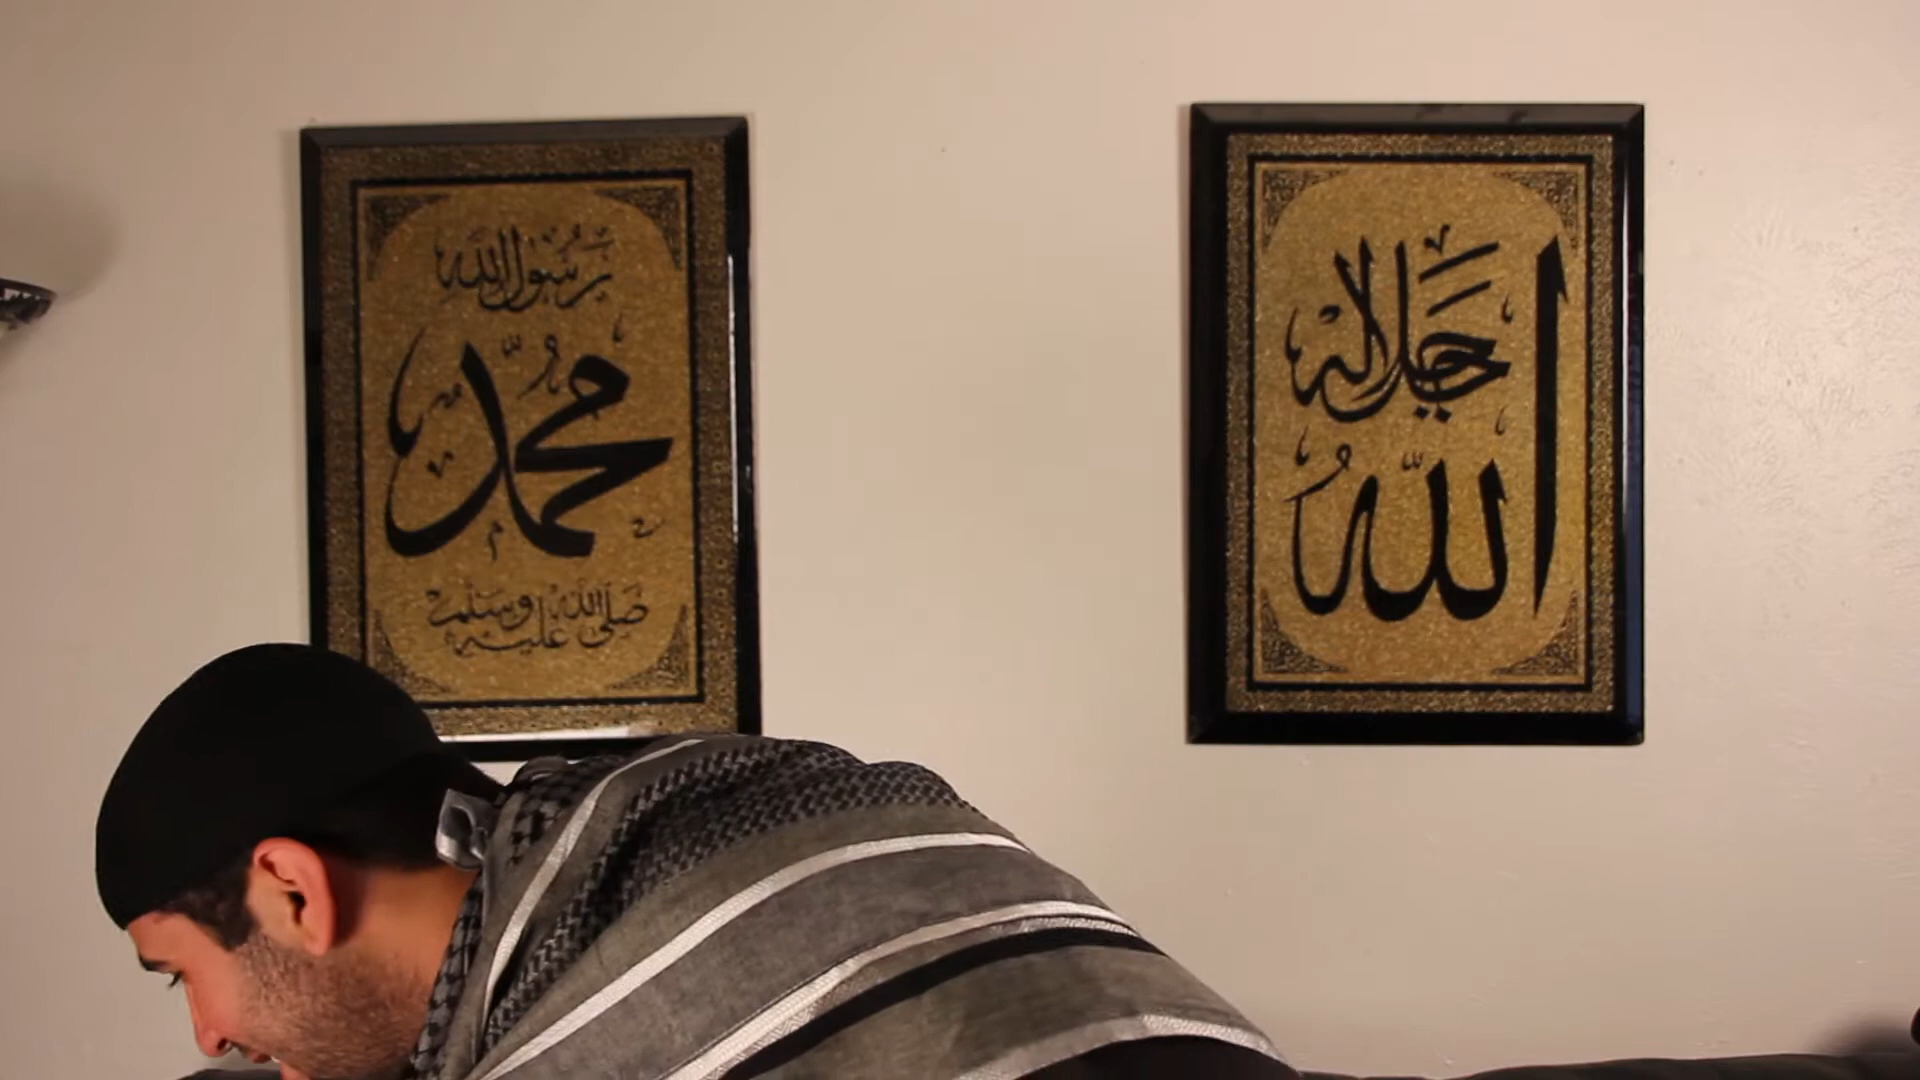 رسول الله
محمد
صلى الله عليه وسلم
جل جلاله
الله